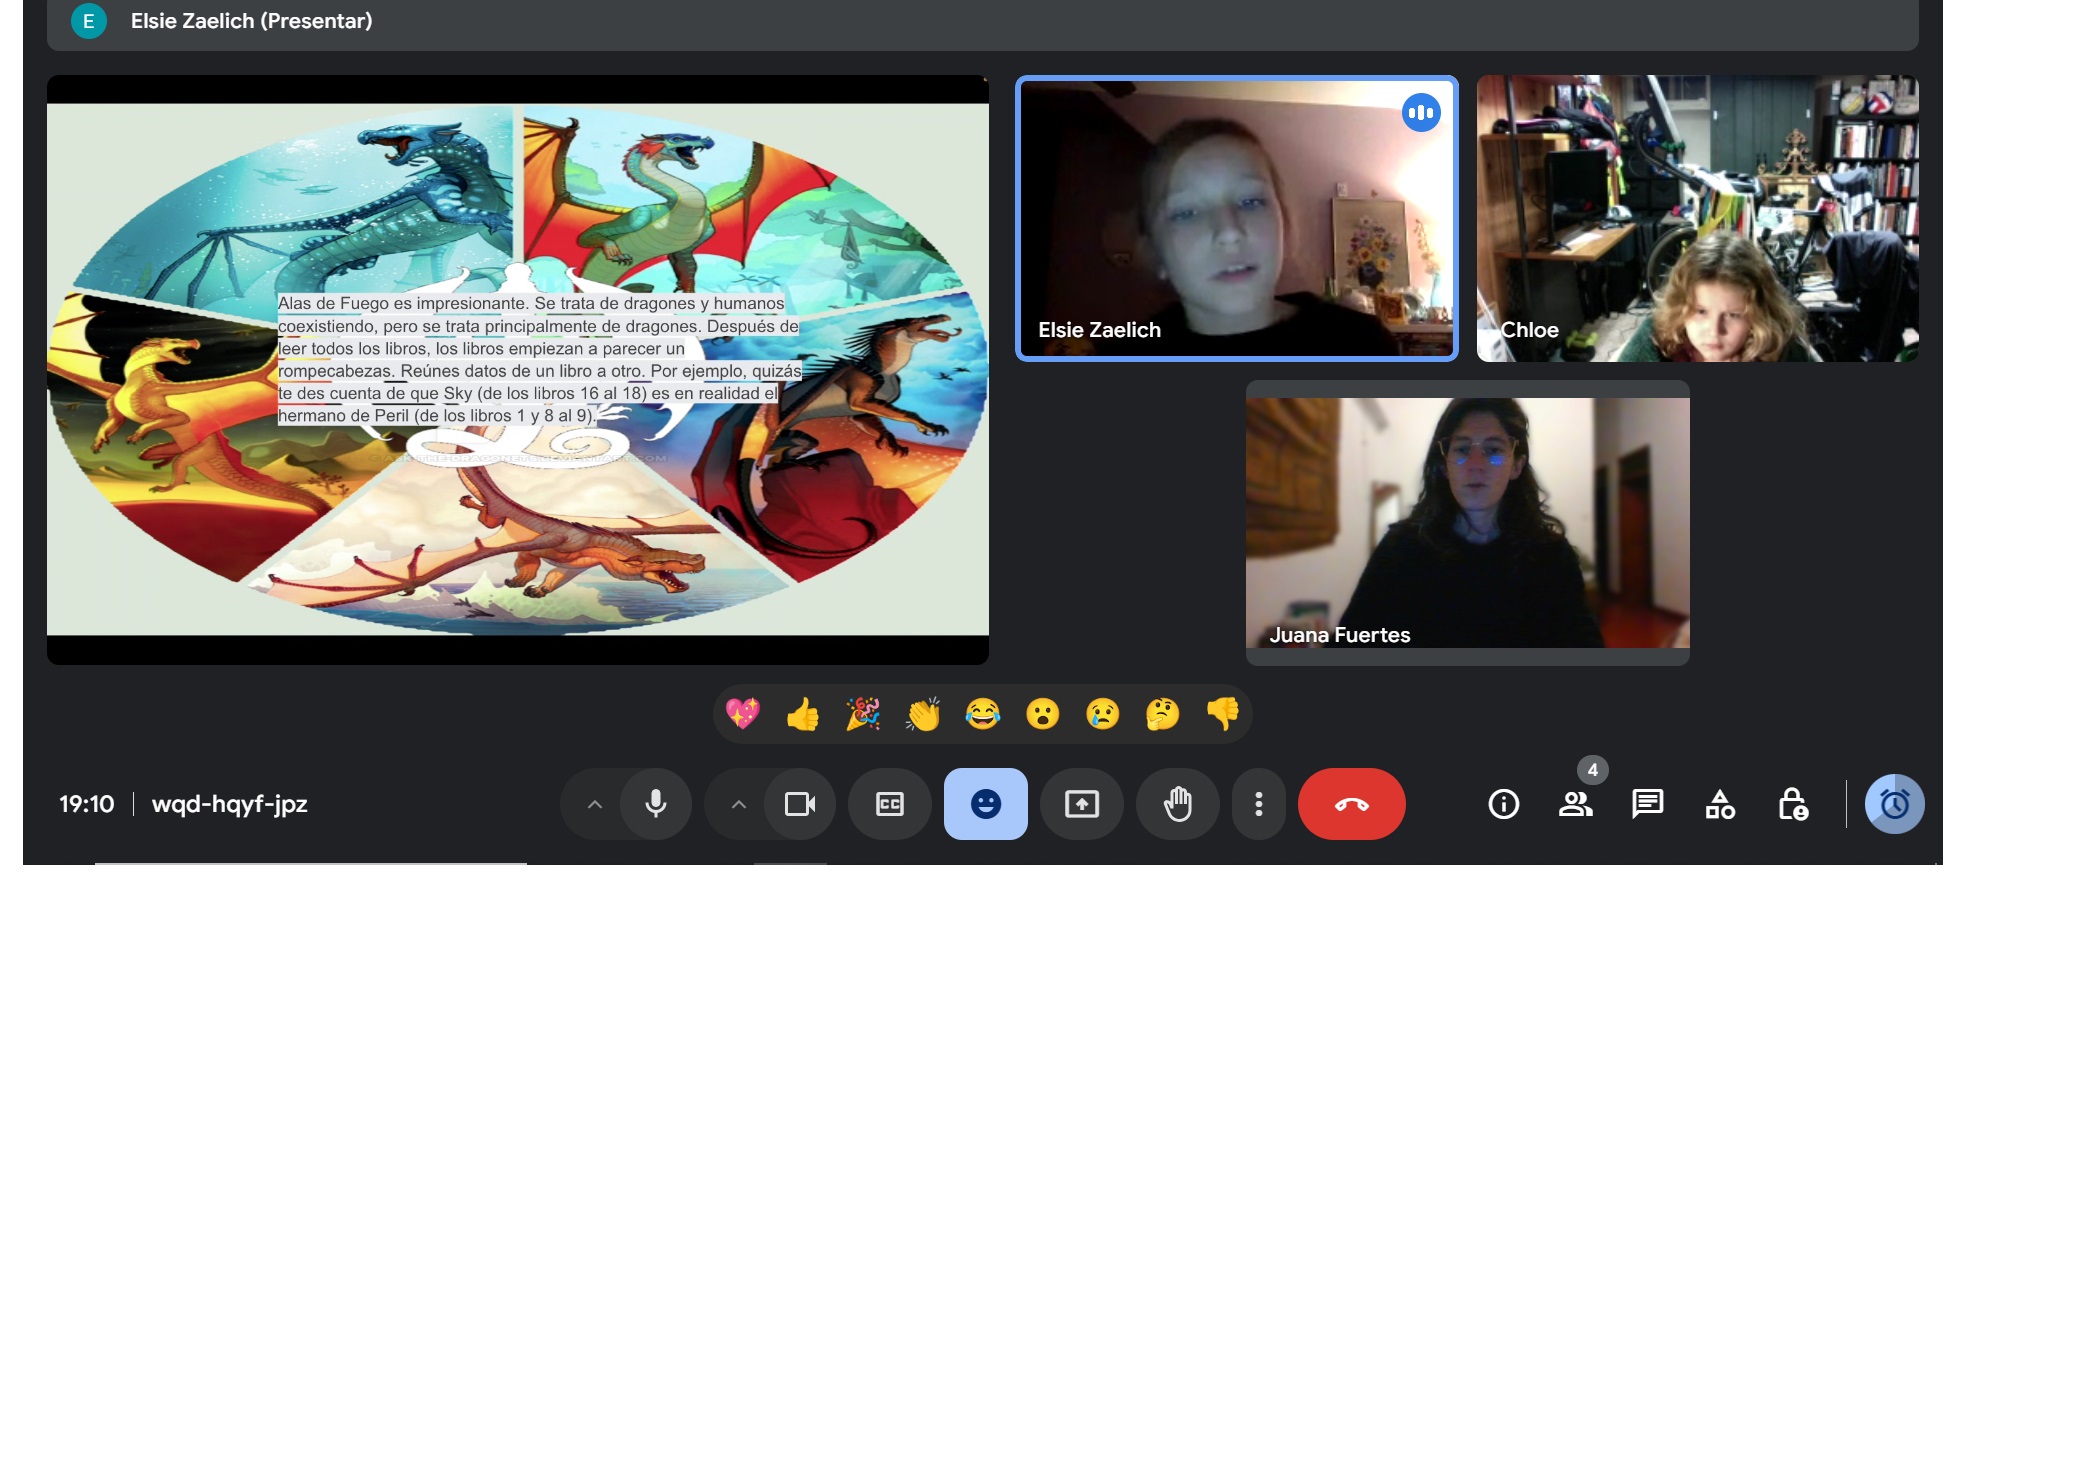 E Elsie Zaelich (Presentar)
Alas de Fuego es impresionante. Se trata de dragones y humanos
coexistiendo, pero se trata principalmente de dragones. Después de
leer todos los libros, los libros empiezan a parecer un
rompecabezas. Reúnes datos de un libro a otro. Por ejemplo, quizás
te des cuenta de que Sky (de los libros 16 al 18) es en realidad el
hermano de Peril (de los libros 1 y 8 al 9).
Elsie Zaelich
Chloe
Juana Fuertes
4
19:10 | wqd-hqyf-jpz
CC